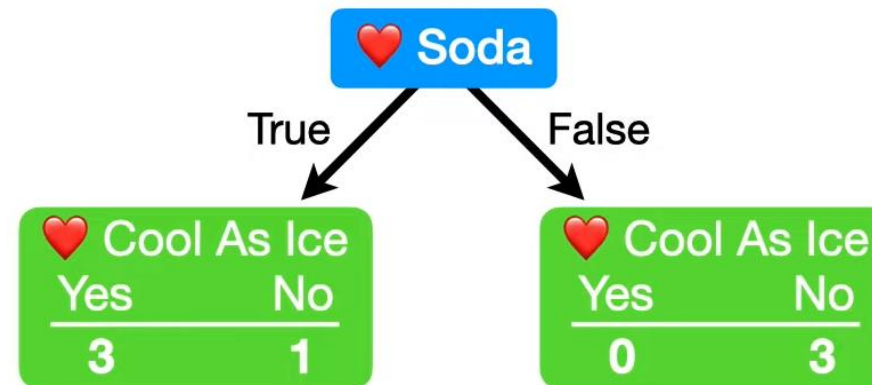 ❤️ Soda
True False
❤️ Cool As Ice
Yes No
3 1
❤️ Cool As Ice
Yes No
0 3